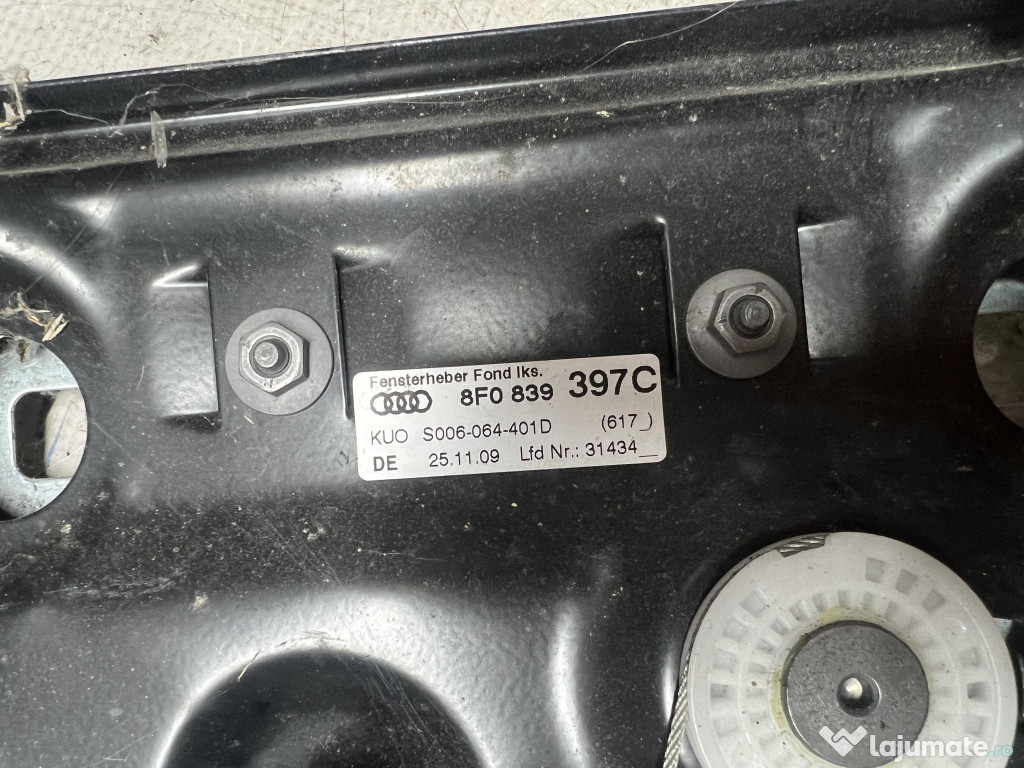 Fensterheber Fond lks.
8F0 839 397C
KUO S006-064-401D (617_)
DE 25.11.09 Lfd Nr.: 31434__
lajumate.ro